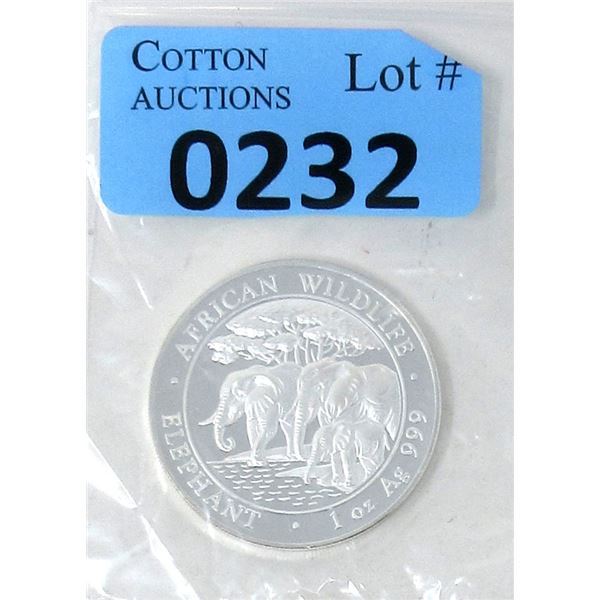 COTTON
AUCTIONS
Lot #
0232
AFRICAN WILDLIFE
ELEPHANT · 1 oz Ag 999